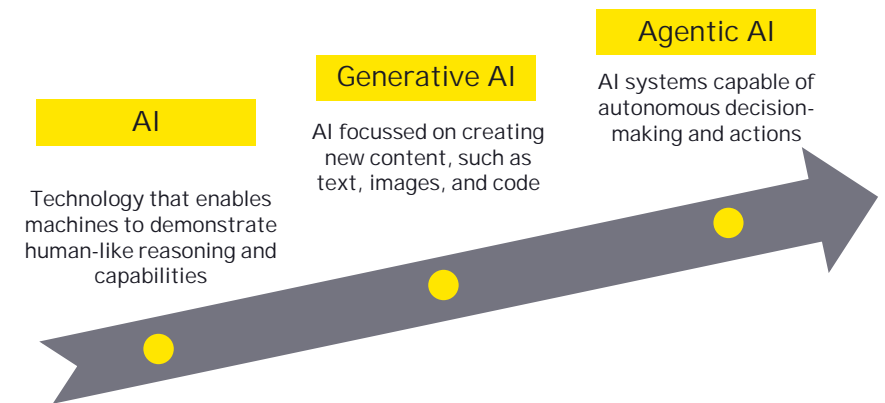 AI
Technology that enables
machines to demonstrate
human-like reasoning and
capabilities
Generative AI
AI focussed on creating
new content, such as
text, images, and code
Agentic AI
AI systems capable of
autonomous decision-
making and actions